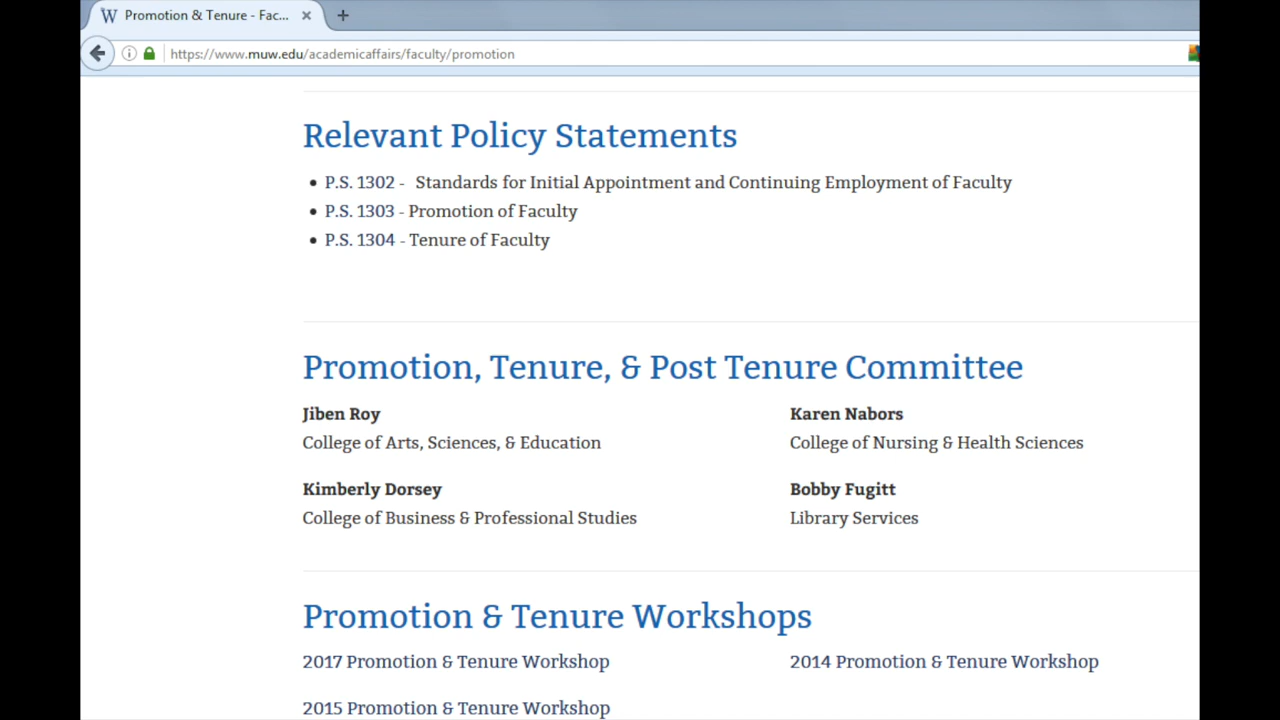 Promotion & Tenure - Fac...
https://www.muw.edu/academicaffairs/faculty/promotion
Relevant Policy Statements
P.S. 1302 - Standards for Initial Appointment and Continuing Employment of Faculty
P.S. 1303 - Promotion of Faculty
P.S. 1304 - Tenure of Faculty
Promotion, Tenure, & Post Tenure Committee
Jiben Roy
College of Arts, Sciences, & Education
Karen Nabors
College of Nursing & Health Sciences
Kimberly Dorsey
College of Business & Professional Studies
Bobby Fugitt
Library Services
Promotion & Tenure Workshops
2017 Promotion & Tenure Workshop
2014 Promotion & Tenure Workshop
2015 Promotion & Tenure Workshop